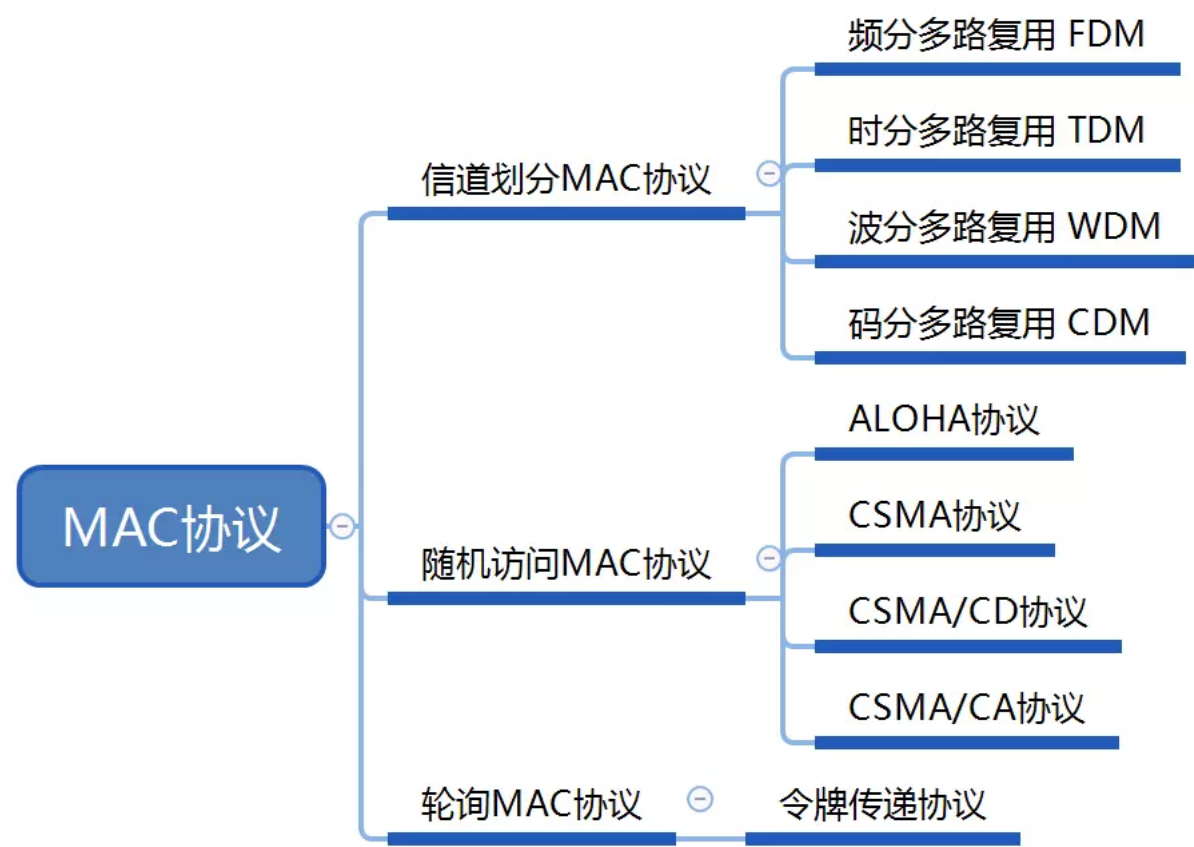 MAC协议
信道划分MAC协议
频分多路复用 FDM
时分多路复用 TDM
波分多路复用 WDM
码分多路复用 CDM
随机访问MAC协议
ALOHA协议
CSMA协议
CSMA/CD协议
CSMA/CA协议
轮询MAC协议
令牌传递协议